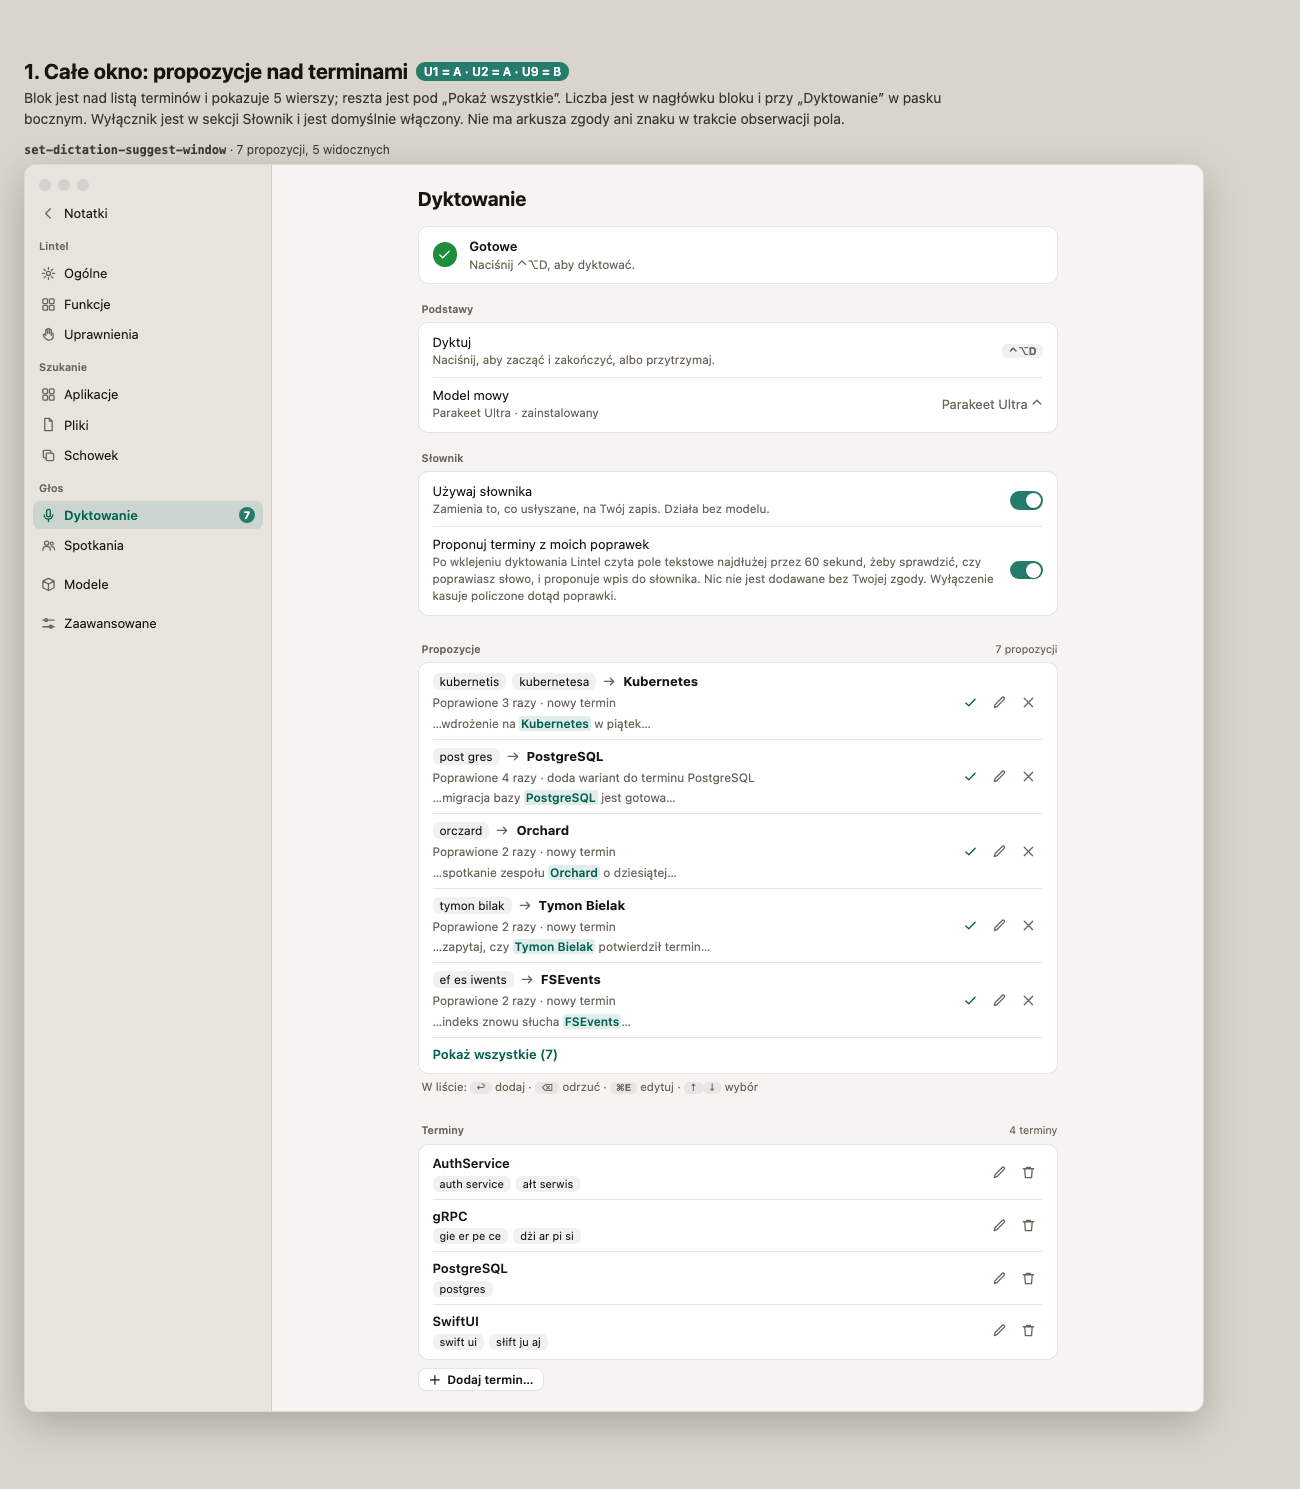 1. Całe okno: propozycje nad terminami U1 = A · U2 = A · U9 = B
Blok jest nad listą terminów i pokazuje 5 wierszy; reszta jest pod „Pokaż wszystkie”. Liczba jest w nagłówku bloku i przy „Dyktowanie” w pasku
bocznym. Wyłącznik jest w sekcji Słownik i jest domyślnie włączony. Nie ma arkusza zgody ani znaku w trakcie obserwacji pola.
set-dictation-suggest-window · 7 propozycji, 5 widocznych
Notatki
Lintel
Ogólne
Funkcje
Uprawnienia
Szukanie
Aplikacje
Pliki
Schowek
Głos
Dyktowanie 7
Spotkania
Modele
Zaawansowane
Dyktowanie
Gotowe
Naciśnij ⌃⌥D, aby dyktować.
Podstawy
Dyktuj
Naciśnij, aby zacząć i zakończyć, albo przytrzymaj.
⌃⌥D
Model mowy
Parakeet Ultra · zainstalowany
Parakeet Ultra
Słownik
Używaj słownika
Zamienia to, co usłyszane, na Twój zapis. Działa bez modelu.
Proponuj terminy z moich poprawek
Po wklejeniu dyktowania Lintel czyta pole tekstowe najdłużej przez 60 sekund, żeby sprawdzić, czy
poprawiasz słowo, i proponuje wpis do słownika. Nic nie jest dodawane bez Twojej zgody. Wyłączenie
kasuje policzone dotąd poprawki.
Propozycje 7 propozycji
kubernetis kubernetesa → Kubernetes
Poprawione 3 razy · nowy termin
…wdrożenie na Kubernetes w piątek…
post gres → PostgreSQL
Poprawione 4 razy · doda wariant do terminu PostgreSQL
…migracja bazy PostgreSQL jest gotowa…
orczard → Orchard
Poprawione 2 razy · nowy termin
…spotkanie zespołu Orchard o dziesiątej…
tymon bilak → Tymon Bielak
Poprawione 2 razy · nowy termin
…zapytaj, czy Tymon Bielak potwierdził termin…
ef es iwents → FSEvents
Poprawione 2 razy · nowy termin
…indeks znowu słucha FSEvents…
Pokaż wszystkie (7)
W liście: ↩ dodaj · ⌫ odrzuć · ⌘E edytuj · ↑ ↓ wybór
Terminy 4 terminy
AuthService
auth service ałt serwis
gRPC
gie er pe ce dżi ar pi si
PostgreSQL
postgres
SwiftUI
swift ui słift ju aj
+ Dodaj termin…